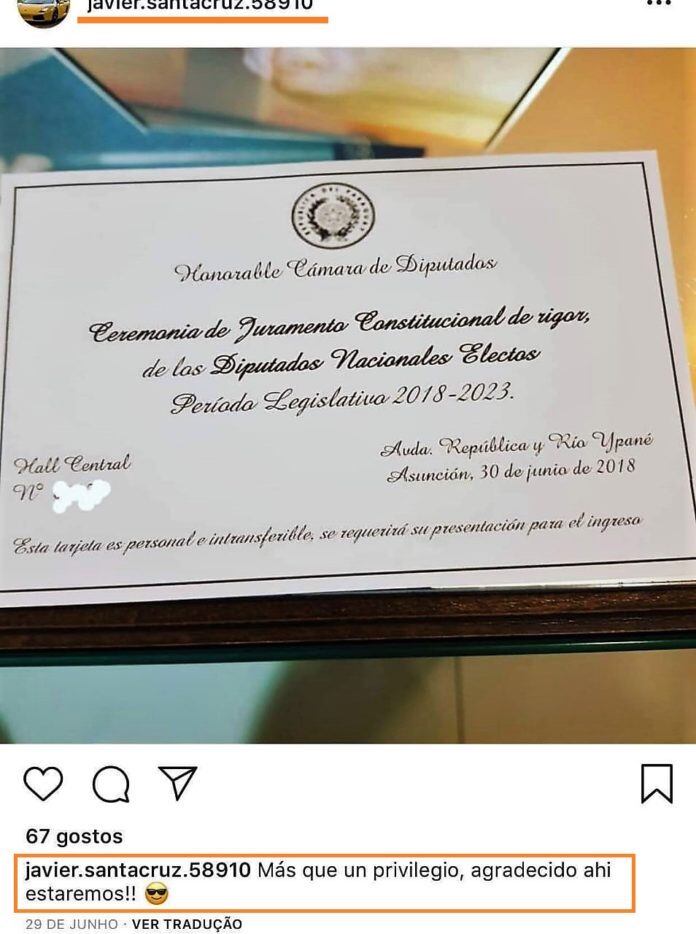 javier.santacruz.58910
REPUBLICA DEL PARAGUAY
Honorable Cámara de Diputados
Ceremonia de Juramento Constitucional de rigor,
de los Diputados Nacionales Electos
Período Legislativo 2018-2023.
Avda. República y Río Ypané
Asunción, 30 de junio de 2018
Hall Central
Nº
Esta tarjeta es personal e intransferible, se requerirá su presentación para el ingreso
67 gostos
javier.santacruz.58910 Más que un privilegio, agradecido ahi
estaremos!! 😎
29 DE JUNHO · VER TRADUÇÃO